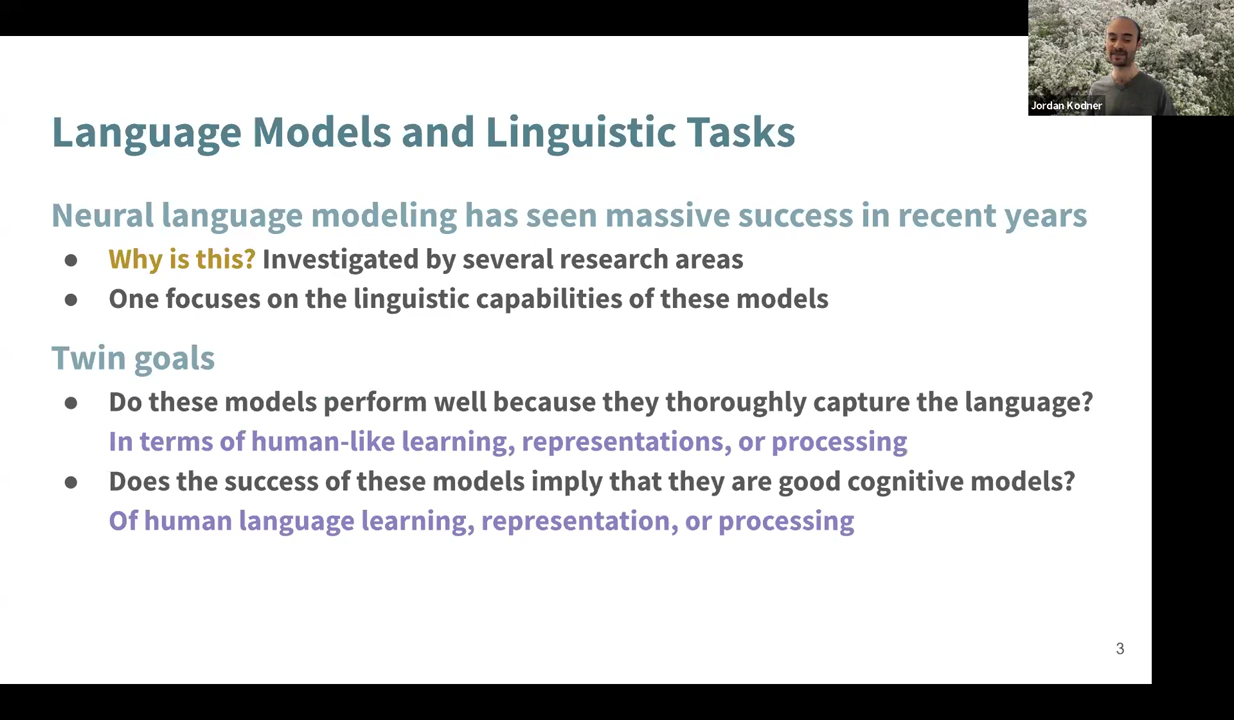 Jordan Kodner
Language Models and Linguistic Tasks
Neural language modeling has seen massive success in recent years
● Why is this? Investigated by several research areas
● One focuses on the linguistic capabilities of these models
Twin goals
● Do these models perform well because they thoroughly capture the language?
In terms of human-like learning, representations, or processing
● Does the success of these models imply that they are good cognitive models?
Of human language learning, representation, or processing
3